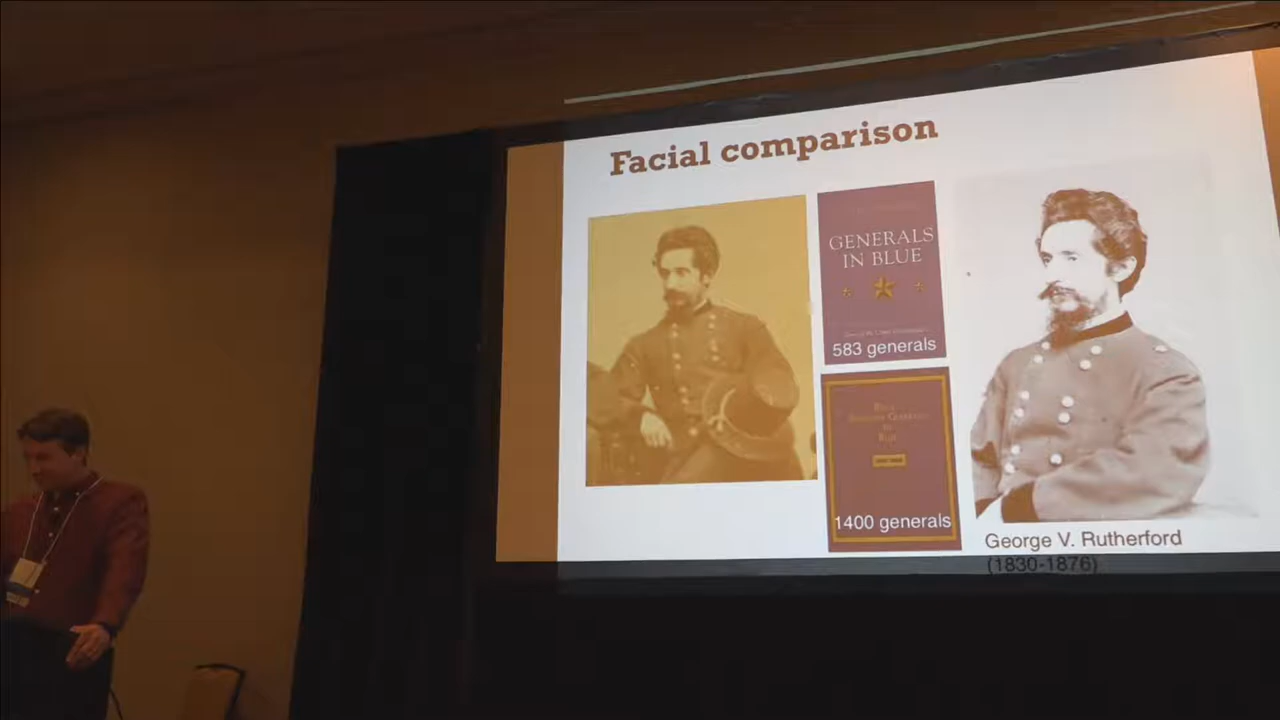 Facial comparison
GENERALS
IN BLUE
583 generals
1400 generals
George V. Rutherford
(1830-1876)